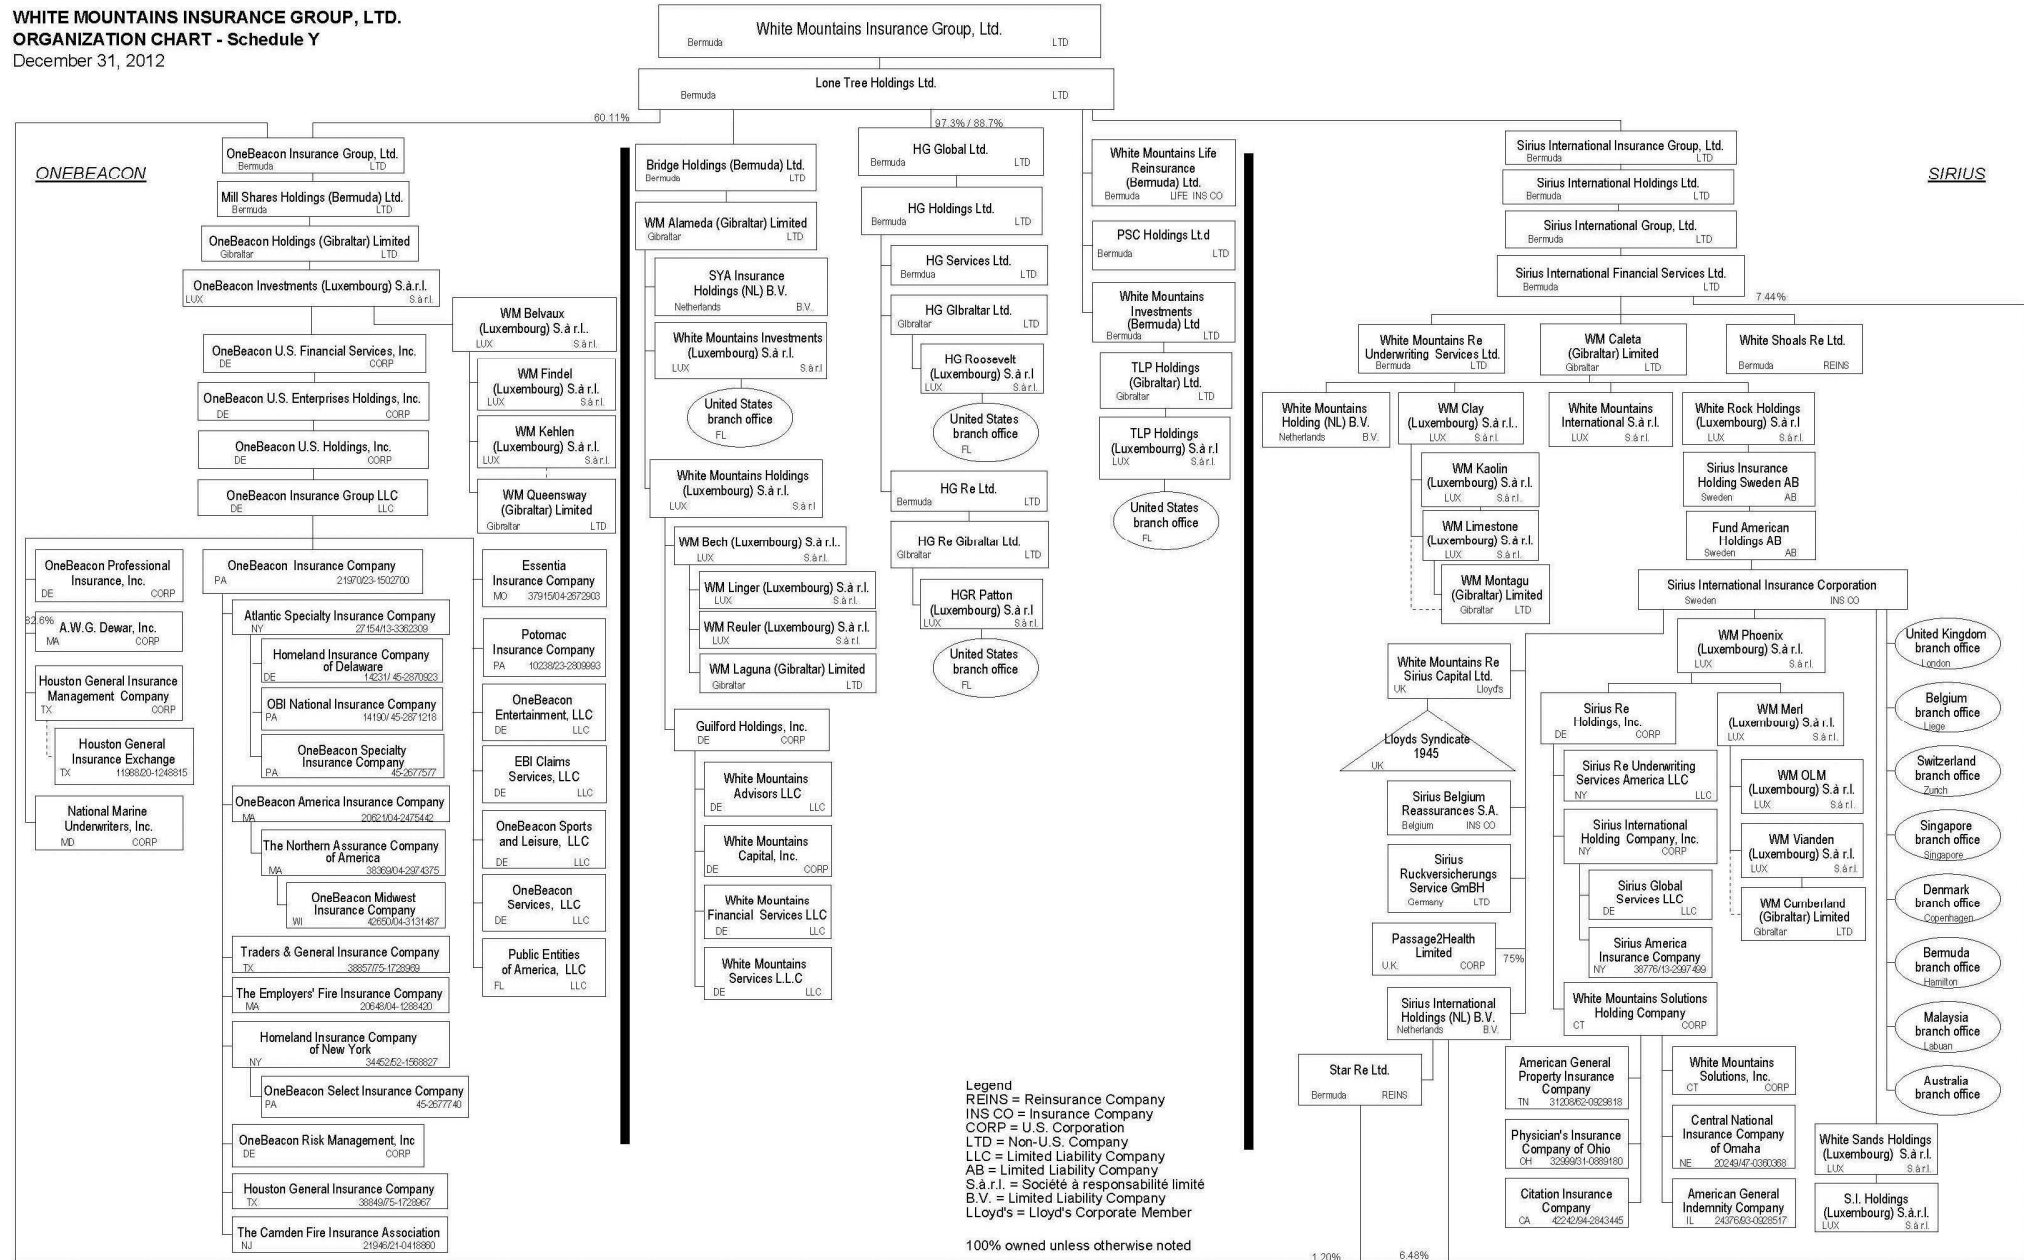 WHITE MOUNTAINS INSURANCE GROUP, LTD.
ORGANIZATION CHART - Schedule Y
December 31, 2012
White Mountains Insurance Group, Ltd.
Bermuda LTD
Lone Tree Holdings Ltd.
Bermuda LTD
60.11%
97.3% / 88.7%
ONEBEACON
OneBeacon Insurance Group, Ltd.
Bermuda LTD
Mill Shares Holdings (Bermuda) Ltd.
Bermuda LTD
OneBeacon Holdings (Gibraltar) Limited
Gibraltar LTD
OneBeacon Investments (Luxembourg) S.à.r.l.
LUX S.à r.l.
WM Belvaux
(Luxembourg) S.à r.l..
LUX S.à r.l.
OneBeacon U.S. Financial Services, Inc.
DE CORP
WM Findel
(Luxembourg) S.à r.l.
LUX S.à r.l.
OneBeacon U.S. Enterprises Holdings, Inc.
DE CORP
WM Kehlen
(Luxembourg) S.à r.l.
LUX S.à r.l.
OneBeacon U.S. Holdings, Inc.
DE CORP
OneBeacon Insurance Group LLC
DE LLC
WM Queensway
(Gibraltar) Limited
Gibraltar LTD
OneBeacon Professional
Insurance, Inc.
DE CORP
82.6%
A.W.G. Dewar, Inc.
MA CORP
Houston General Insurance
Management Company
TX CORP
Houston General
Insurance Exchange
TX 11988/20-1248815
National Marine
Underwriters, Inc.
MD CORP
OneBeacon Insurance Company
PA 21970/23-1502700
Atlantic Specialty Insurance Company
NY 27154/13-3362309
Homeland Insurance Company
of Delaware
DE 14231/ 45-2870923
OBI National Insurance Company
PA 14190/ 45-2871218
OneBeacon Specialty
Insurance Company
PA 45-2677577
OneBeacon America Insurance Company
MA 20621/04-2475442
The Northern Assurance Company
of America
MA 38369/04-2974375
OneBeacon Midwest
Insurance Company
WI 42650/04-3131487
Traders & General Insurance Company
TX 38857/75-1728969
The Employers' Fire Insurance Company
MA 20648/04-1288420
Homeland Insurance Company
of New York
NY 34452/52-1568827
OneBeacon Select Insurance Company
PA 45-2677740
OneBeacon Risk Management, Inc
DE CORP
Houston General Insurance Company
TX 38849/75-1728967
The Camden Fire Insurance Association
NJ 21946/21-0418860
Essentia
Insurance Company
MO 37915/04-2672903
Potomac
Insurance Company
PA 10238/23-2809993
OneBeacon
Entertainment, LLC
DE LLC
EBI Claims
Services, LLC
DE LLC
OneBeacon Sports
and Leisure, LLC
DE LLC
OneBeacon
Services, LLC
DE LLC
Public Entities
of America, LLC
FL LLC
Bridge Holdings (Bermuda) Ltd.
Bermuda LTD
WM Alameda (Gibraltar) Limited
Gibraltar LTD
SYA Insurance
Holdings (NL) B.V.
Netherlands B.V.
White Mountains Investments
(Luxembourg) S.à r.l.
LUX S.à r.l
United States
branch office
FL
White Mountains Holdings
(Luxembourg) S.à r.l.
LUX S.à r.l
WM Bech (Luxembourg) S.à r.l..
LUX S.à r.l.
WM Linger (Luxembourg) S.à r.l.
LUX S.à r.l.
WM Reuler (Luxembourg) S.à r.l.
LUX S.à r.l.
WM Laguna (Gibraltar) Limited
Gibraltar LTD
Guilford Holdings, Inc.
DE CORP
White Mountains
Advisors LLC
DE LLC
White Mountains
Capital, Inc.
DE CORP
White Mountains
Financial Services LLC
DE LLC
White Mountains
Services L.L.C
DE LLC
HG Global Ltd.
Bermuda LTD
HG Holdings Ltd.
Bermuda LTD
HG Services Ltd.
Bermdua LTD
HG GIbraltar Ltd.
GIbraltar LTD
HG Roosevelt
(Luxembourg) S.à r.l.
LUX S.à r.l.
United States
branch office
FL
HG Re Ltd.
Bermuda LTD
HG Re Gibraltar Ltd.
GIbraltar LTD
HGR Patton
(Luxembourg) S.à r.l
LUX S.à r.l.
United States
branch office
FL
White Mountains Life
Reinsurance
(Bermuda) Ltd.
Bermuda LIFE INS CO
PSC Holdings Lt.d
Bermuda LTD
White Mountains
Investments
(Bermuda) Ltd
Bermuda LTD
TLP Holdings
(Gibraltar) Ltd.
Gibraltar LTD
TLP Holdings
(Luxembourrg) S.à r.l
LUX S.à r.l.
United States
branch office
FL
Legend
REINS = Reinsurance Company
INS CO = Insurance Company
CORP = U.S. Corporation
LTD = Non-U.S. Company
LLC = Limited Liability Company
AB = Limited Liability Company
S.à.r.l. = Société à responsabilité limité
B.V. = Limited Liability Company
LLoyd's = Lloyd's Corporate Member
100% owned unless otherwise noted
SIRIUS
Sirius International Insurance Group, Ltd.
Bermuda LTD
Sirius International Holdings Ltd.
Bermuda LTD
Sirius International Group, Ltd.
Bermuda LTD
Sirius International Financial Services Ltd.
Bermuda LTD
7.44%
White Mountains Re
Underwriting Services Ltd.
Bermuda LTD
WM Caleta
(Gibraltar) Limited
Gibraltar LTD
White Shoals Re Ltd.
Bermuda REINS
White Mountains
Holding (NL) B.V.
Netherlands B.V.
WM Clay
(Luxembourg) S.à r.l..
LUX S.à r.l.
White Mountains
International S.à r.l.
LUX S.à r.l.
White Rock Holdings
(Luxembourg) S.à r.l
LUX S.à r.l.
WM Kaolin
(Luxembourg) S.à r.l.
LUX S.à r.l.
WM Limestone
(Luxembourg) S.à r.l.
LUX S.à r.l.
WM Montagu
(Gibraltar) Limited
Gibraltar LTD
Sirius Insurance
Holding Sweden AB
Sweden AB
Fund American
Holdings AB
Sweden AB
Sirius International Insurance Corporation
Sweden INS CO
White Mountains Re
Sirius Capital Ltd.
UK Lloyd's
Lloyds Syndicate
1945
UK
Sirius Belgium
Reassurances S.A.
Belgium INS CO
Sirius
Ruckversicherungs
Service GmBH
Germany LTD
Passage2Health
Limited
U.K. CORP
75%
Sirius International
Holdings (NL) B.V.
Netherlands B.V.
Star Re Ltd.
Bermuda REINS
1.20%
6.48%
WM Phoenix
(Luxembourg) S.à r.l.
LUX S.à r.l.
Sirius Re
Holdings, Inc.
DE CORP
Sirius Re Underwriting
Services America LLC
NY LLC
Sirius International
Holding Company, Inc.
NY CORP
Sirius Global
Services LLC
DE LLC
Sirius America
Insurance Company
NY 38776/13-2997499
White Mountains Solutions
Holding Company
CT CORP
American General
Property Insurance
Company
TN 31208/62-0929818
Physician's Insurance
Company of Ohio
OH 32999/31-0889180
Citation Insurance
Company
CA 42242/94-2843445
White Mountains
Solutions, Inc.
CT CORP
Central National
Insurance Company
of Omaha
NE 20249/47-0360368
American General
Indemnity Company
IL 24376/93-0928517
WM Merl
(Luxembourg) S.à r.l.
LUX S.à r.l.
WM OLM
(Luxembourg) S.à r.l.
LUX S.à r.l.
WM Vianden
(Luxembourg) S.à r.l.
LUX S.à r.l.
WM Cumberland
(Gibraltar) Limited
Gibraltar LTD
United Kingdom
branch office
London
Belgium
branch office
Liege
Switzerland
branch office
Zurich
Singapore
branch office
Singapore
Denmark
branch office
Copenhagen
Bermuda
branch office
Hamilton
Malaysia
branch office
Labuan
Australia
branch office
White Sands Holdings
(Luxembourg) S.à r.l.
LUX S.à r.l.
S.I. Holdings
(Luxembourg) S.à.r.l.
LUX S.à r.l.